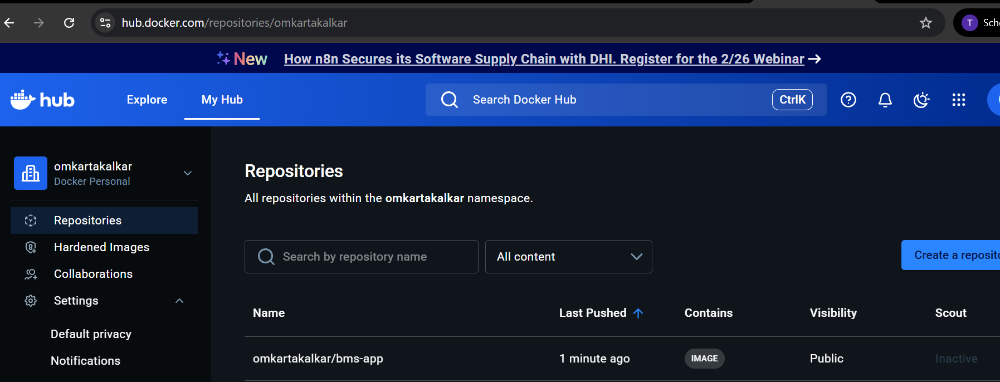 hub.docker.com/repositories/omkartakalkar
T Sch
New How n8n Secures its Software Supply Chain with DHI. Register for the 2/26 Webinar →
hub
Explore
My Hub
Search Docker Hub
CtrlK
omkartakalkar
Docker Personal
Repositories
Hardened Images
Collaborations
Settings
Default privacy
Notifications
Repositories
All repositories within the omkartakalkar namespace.
Search by repository name
All content
Create a reposito
Name Last Pushed Contains Visibility Scout
omkartakalkar/bms-app 1 minute ago IMAGE Public Inactive